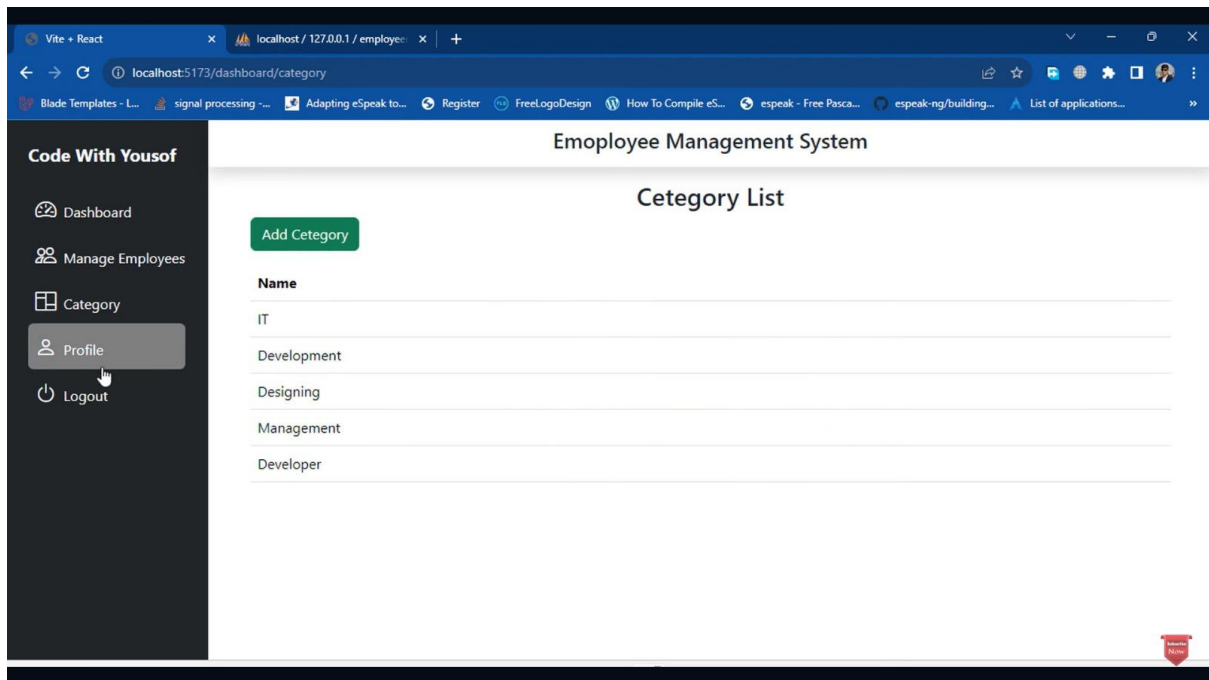 Vite + React
localhost / 127.0.0.1 / employee
localhost:5173/dashboard/category
Blade Templates - L... signal processing -... Adapting eSpeak to... Register FreeLogoDesign How To Compile eS... espeak - Free Pasca... espeak-ng/building... List of applications... »
Code With Yousof
Emoployee Management System
Dashboard
Manage Employees
Category
Profile
Logout
Cetegory List
Add Cetegory
Name
IT
Development
Designing
Management
Developer
Subscribe
Now